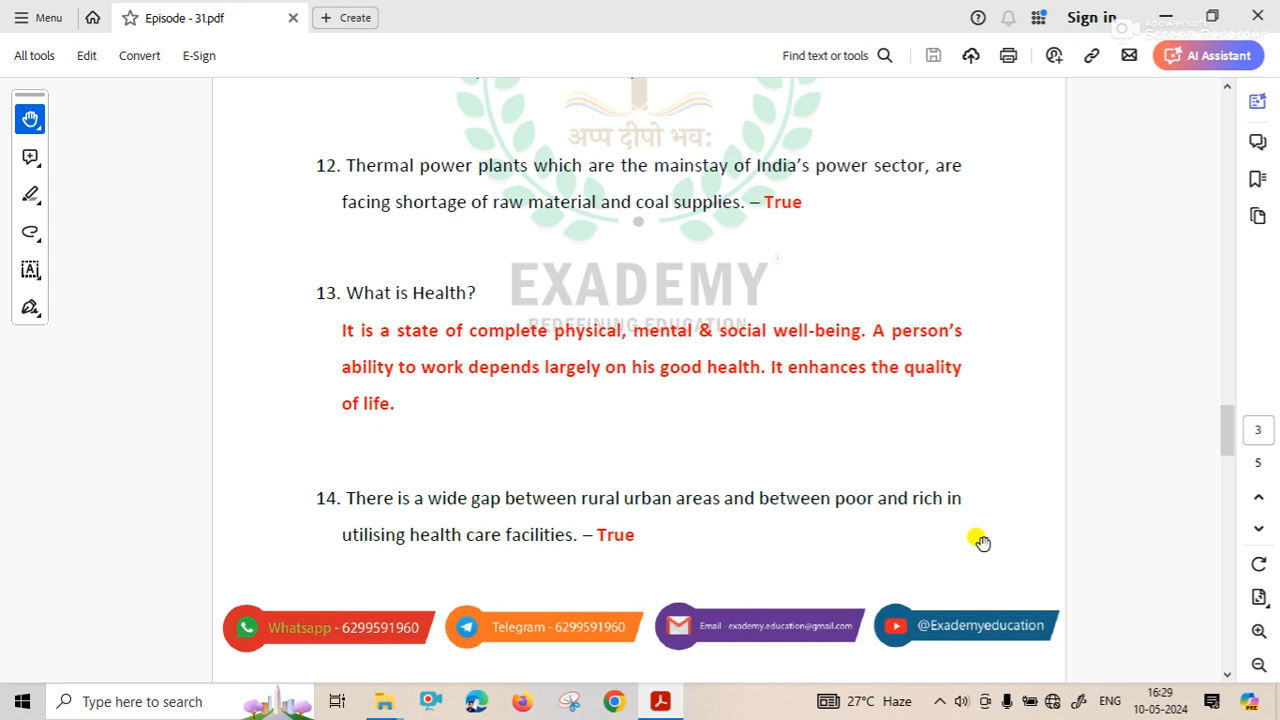 Menu
Episode - 31.pdf
Create
Sign in
Apowersoft
Screen Recorder
All tools
Edit
Convert
E-Sign
Find text or tools
AI Assistant
अप्प दीपो भव:
12. Thermal power plants which are the mainstay of India's power sector, are
facing shortage of raw material and coal supplies. – True
EXADEMY
REDEFINING EDUCATION
13. What is Health?
It is a state of complete physical, mental & social well-being. A person's
ability to work depends largely on his good health. It enhances the quality
of life.
14. There is a wide gap between rural urban areas and between poor and rich in
utilising health care facilities. – True
3
5
Whatsapp - 6299591960
Telegram - 6299591960
Email - exademy.education@gmail.com
@Exademyeducation
Type here to search
27°C Haze
ENG
16:29
10-05-2024
PRE